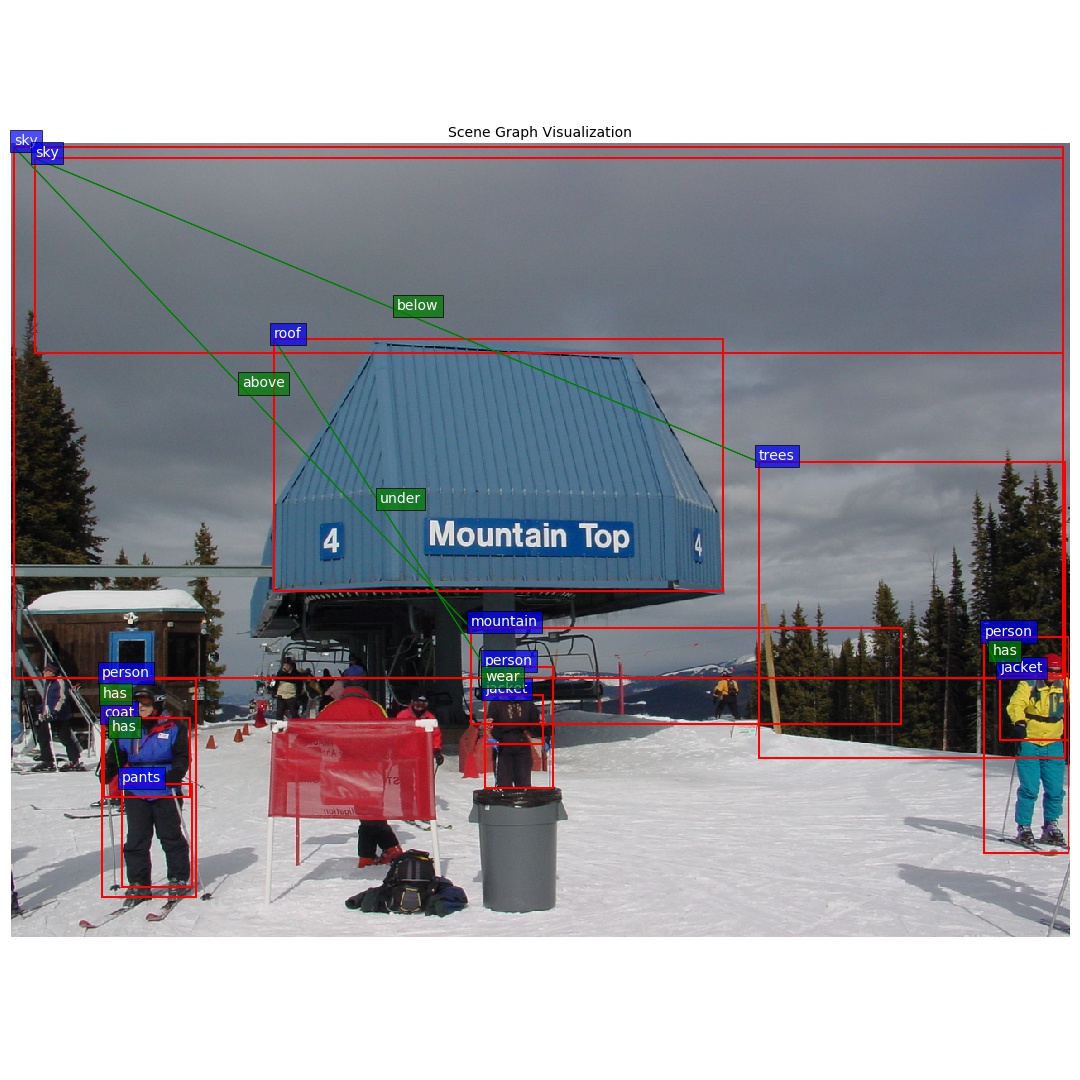 Scene Graph Visualization
sky
sky
below
roof
above
trees
under
4
Mountain Top
4
mountain
person
has
jacket
person
wear
jacket
person
has
coat
has
pants